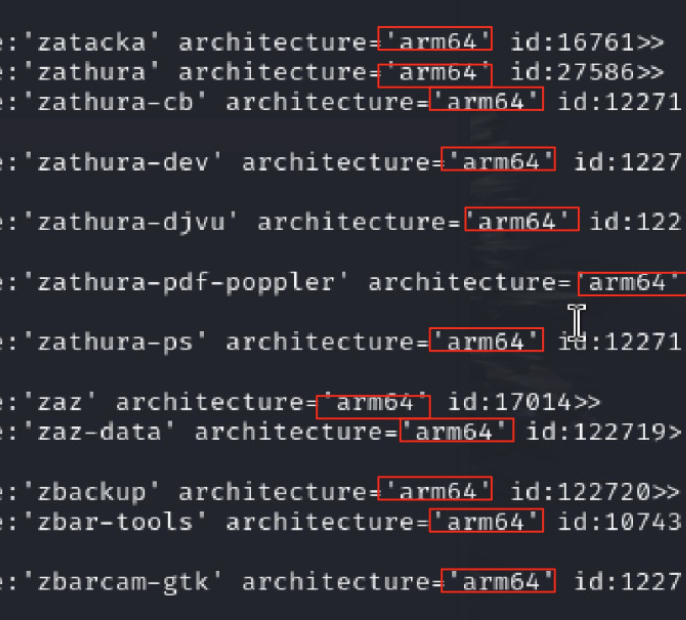 e:'zatacka' architecture='arm64' id:16761>>
e:'zathura' architecture='arm64' id:27586>>
e:'zathura-cb' architecture='arm64' id:12271
e:'zathura-dev' architecture='arm64' id:1227
e:'zathura-djvu' architecture='arm64' id:122
e:'zathura-pdf-poppler' architecture='arm64'
e:'zathura-ps' architecture='arm64' id:12271
e:'zaz' architecture='arm64' id:17014>>
e:'zaz-data' architecture='arm64' id:122719>
e:'zbackup' architecture='arm64' id:122720>>
e:'zbar-tools' architecture='arm64' id:10743
e:'zbarcam-gtk' architecture='arm64' id:1227